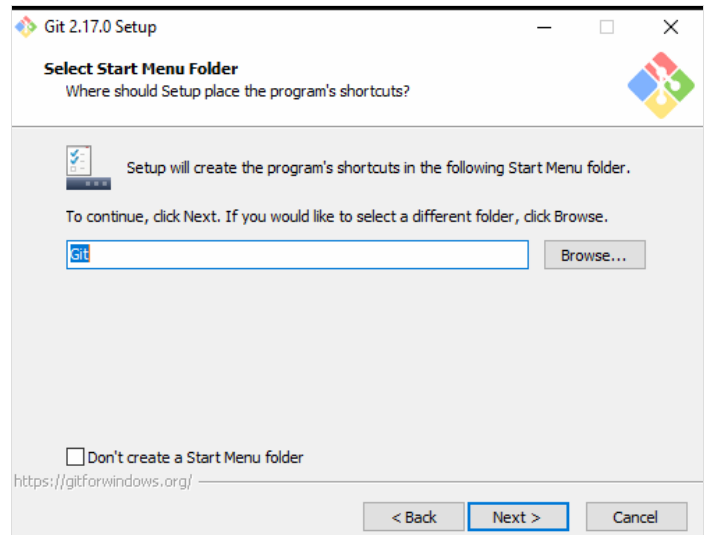 Git 2.17.0 Setup
Select Start Menu Folder
Where should Setup place the program's shortcuts?
Setup will create the program's shortcuts in the following Start Menu folder.
To continue, click Next. If you would like to select a different folder, click Browse.
Git
Browse...
Don't create a Start Menu folder
https://gitforwindows.org/
< Back
Next >
Cancel